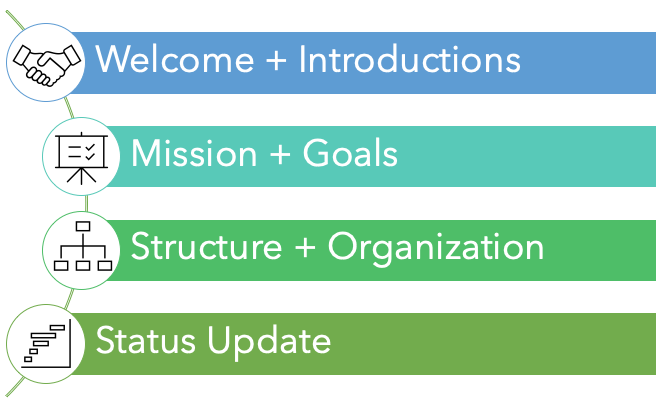 Welcome + Introductions
Mission + Goals
Structure + Organization
Status Update